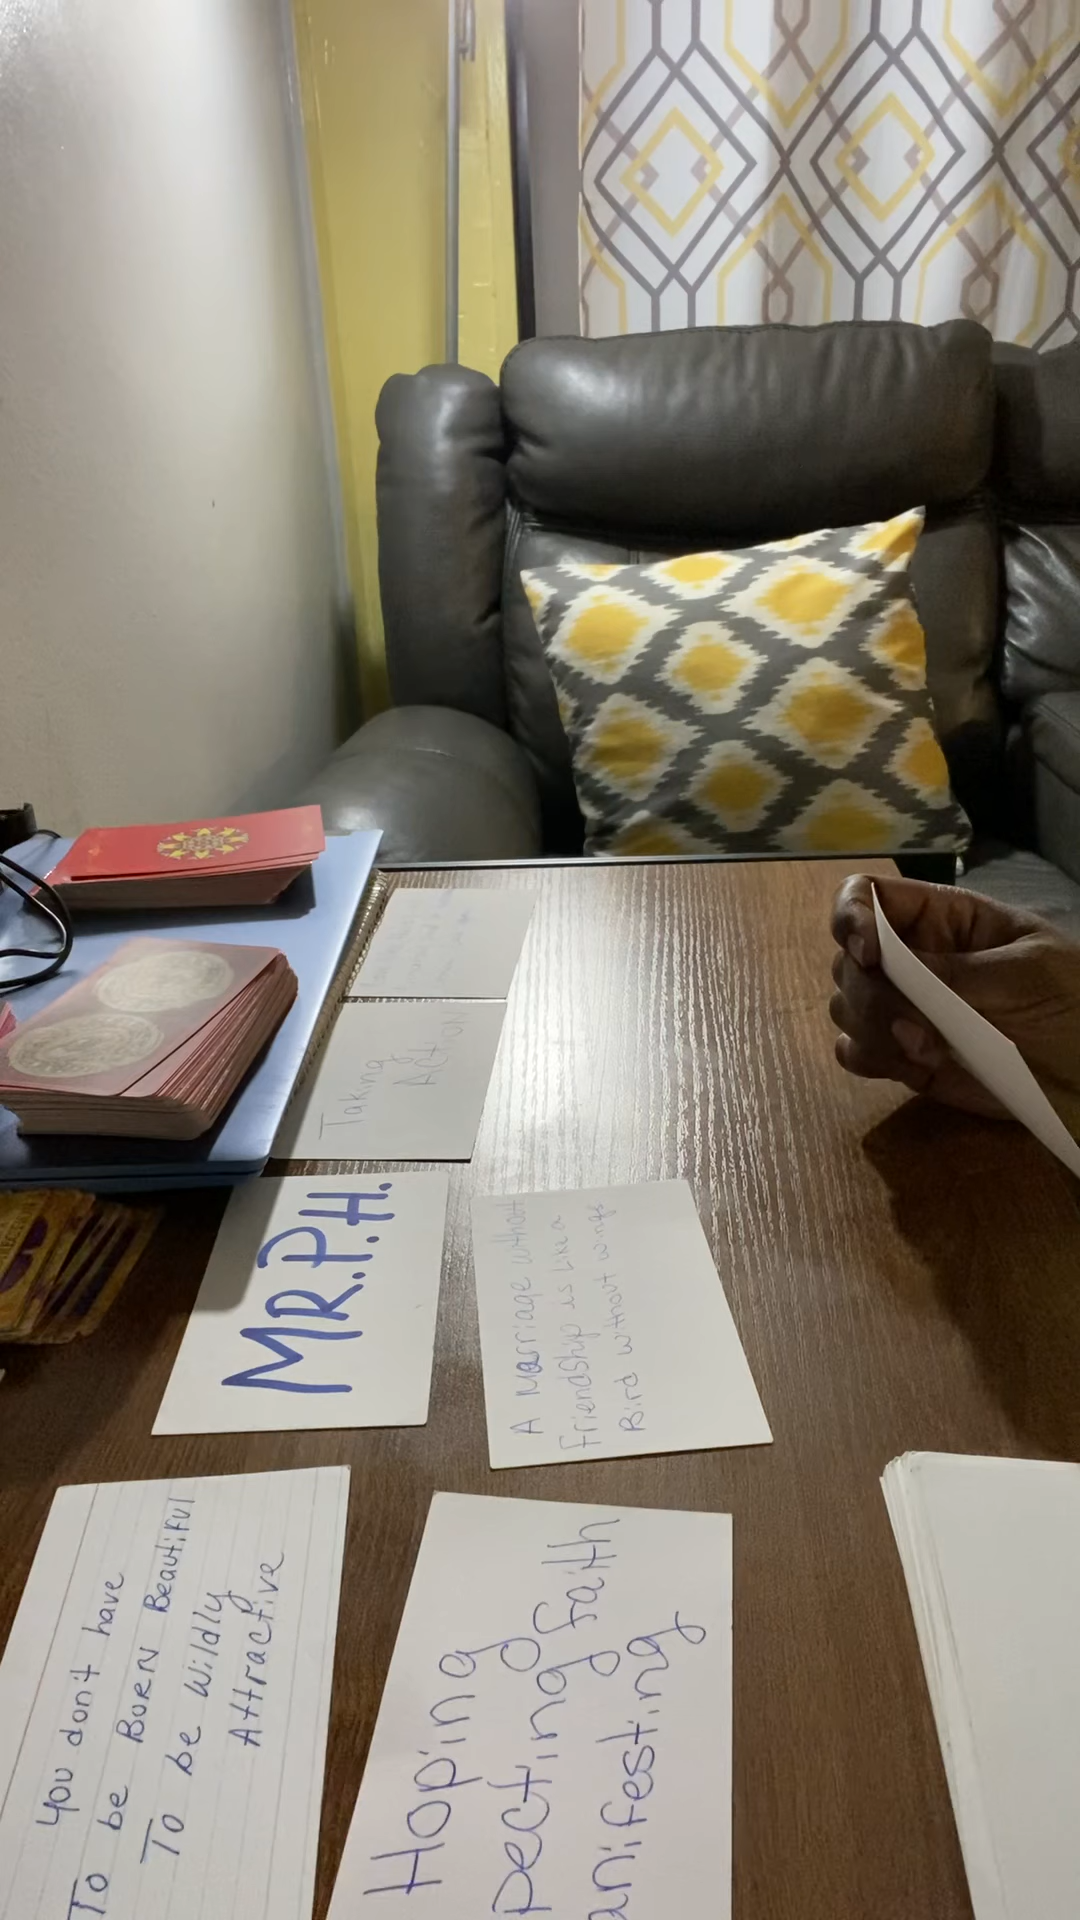 Taking
Action
MR.P.H.
A Marriage without
Friendship is Like a
Bird without wings
you don't have
To be BORN Beautiful
To be Wildly
Attractive
Hoping
pecting faith
anifesting